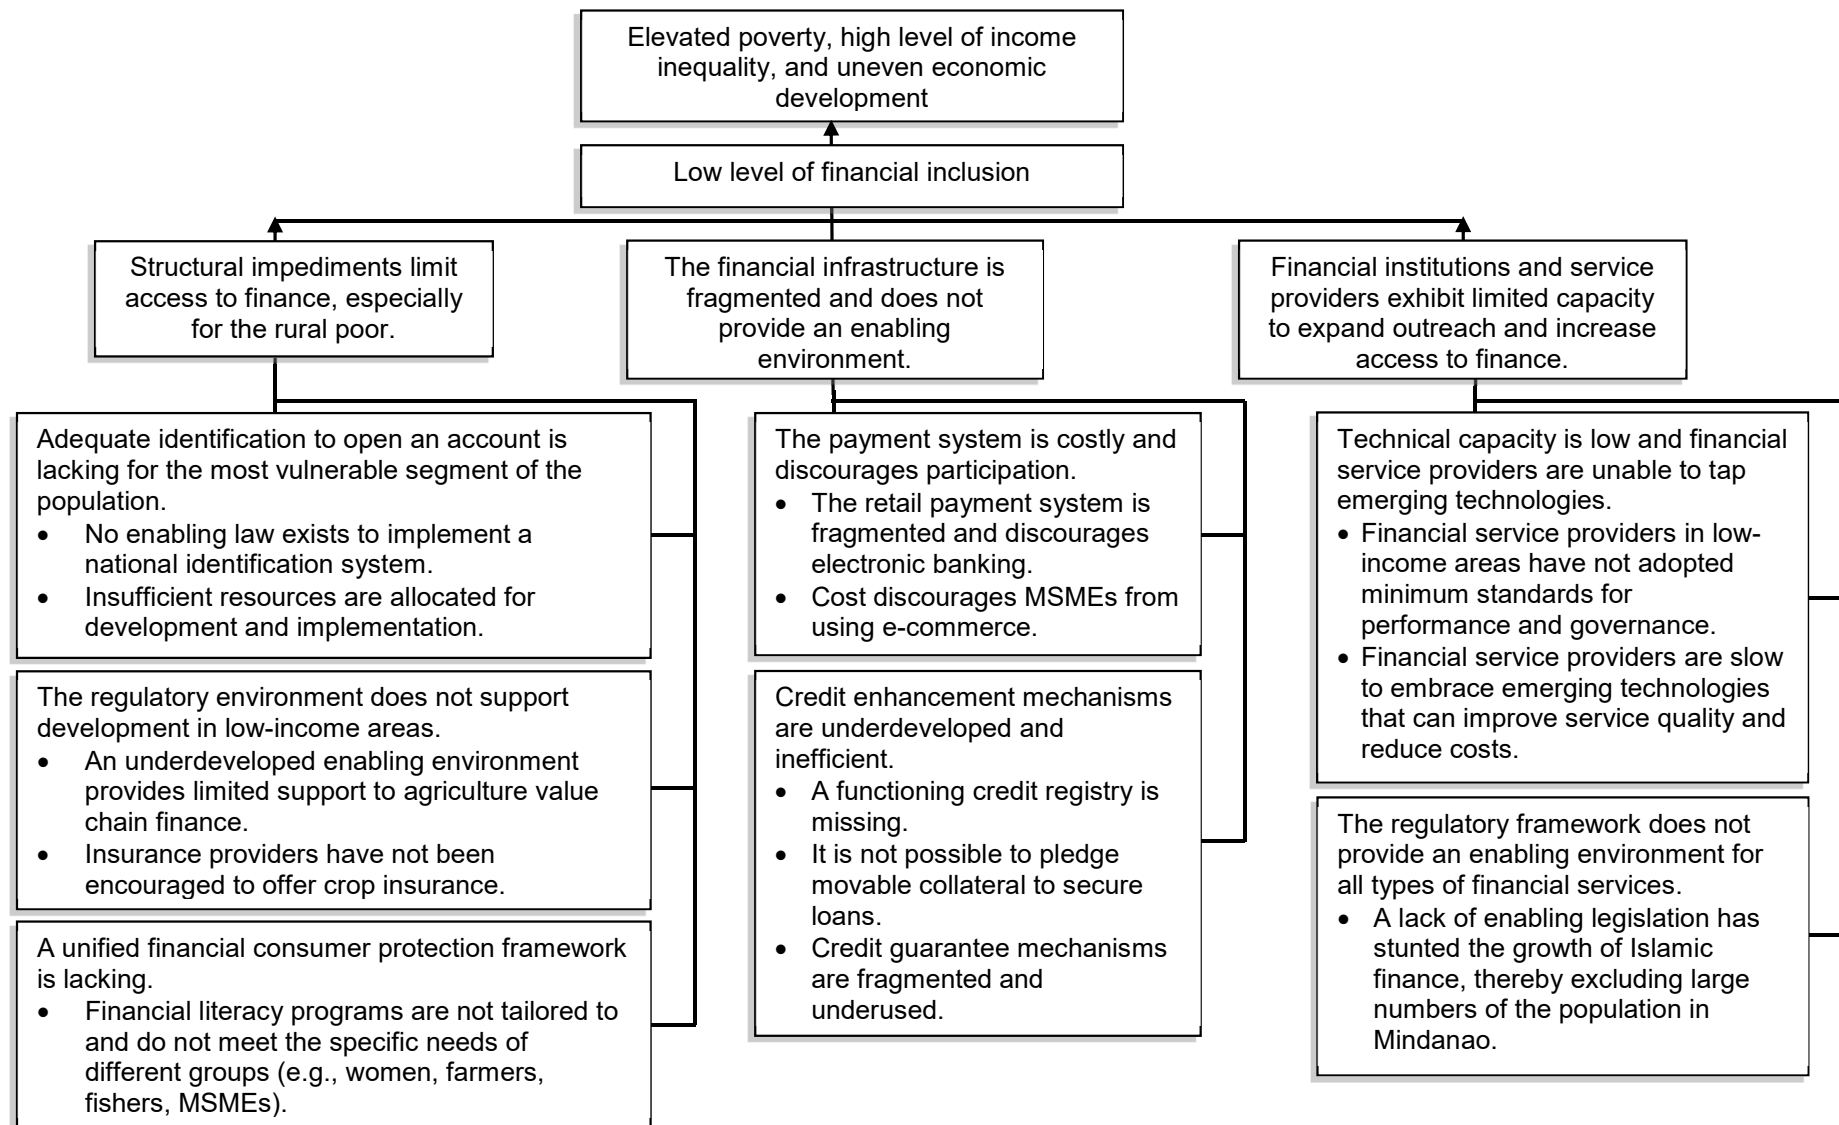 Elevated poverty, high level of income
inequality, and uneven economic
development
Low level of financial inclusion
Structural impediments limit
access to finance, especially
for the rural poor.
The financial infrastructure is
fragmented and does not
provide an enabling
environment.
Financial institutions and service
providers exhibit limited capacity
to expand outreach and increase
access to finance.
Adequate identification to open an account is
lacking for the most vulnerable segment of the
population.
• No enabling law exists to implement a
national identification system.
• Insufficient resources are allocated for
development and implementation.
The regulatory environment does not support
development in low-income areas.
• An underdeveloped enabling environment
provides limited support to agriculture value
chain finance.
• Insurance providers have not been
encouraged to offer crop insurance.
A unified financial consumer protection framework
is lacking.
• Financial literacy programs are not tailored to
and do not meet the specific needs of
different groups (e.g., women, farmers,
fishers, MSMEs).
The payment system is costly and
discourages participation.
• The retail payment system is
fragmented and discourages
electronic banking.
• Cost discourages MSMEs from
using e-commerce.
Credit enhancement mechanisms
are underdeveloped and
inefficient.
• A functioning credit registry is
missing.
• It is not possible to pledge
movable collateral to secure
loans.
• Credit guarantee mechanisms
are fragmented and
underused.
Technical capacity is low and financial
service providers are unable to tap
emerging technologies.
• Financial service providers in low-
income areas have not adopted
minimum standards for
performance and governance.
• Financial service providers are slow
to embrace emerging technologies
that can improve service quality and
reduce costs.
The regulatory framework does not
provide an enabling environment for
all types of financial services.
• A lack of enabling legislation has
stunted the growth of Islamic
finance, thereby excluding large
numbers of the population in
Mindanao.